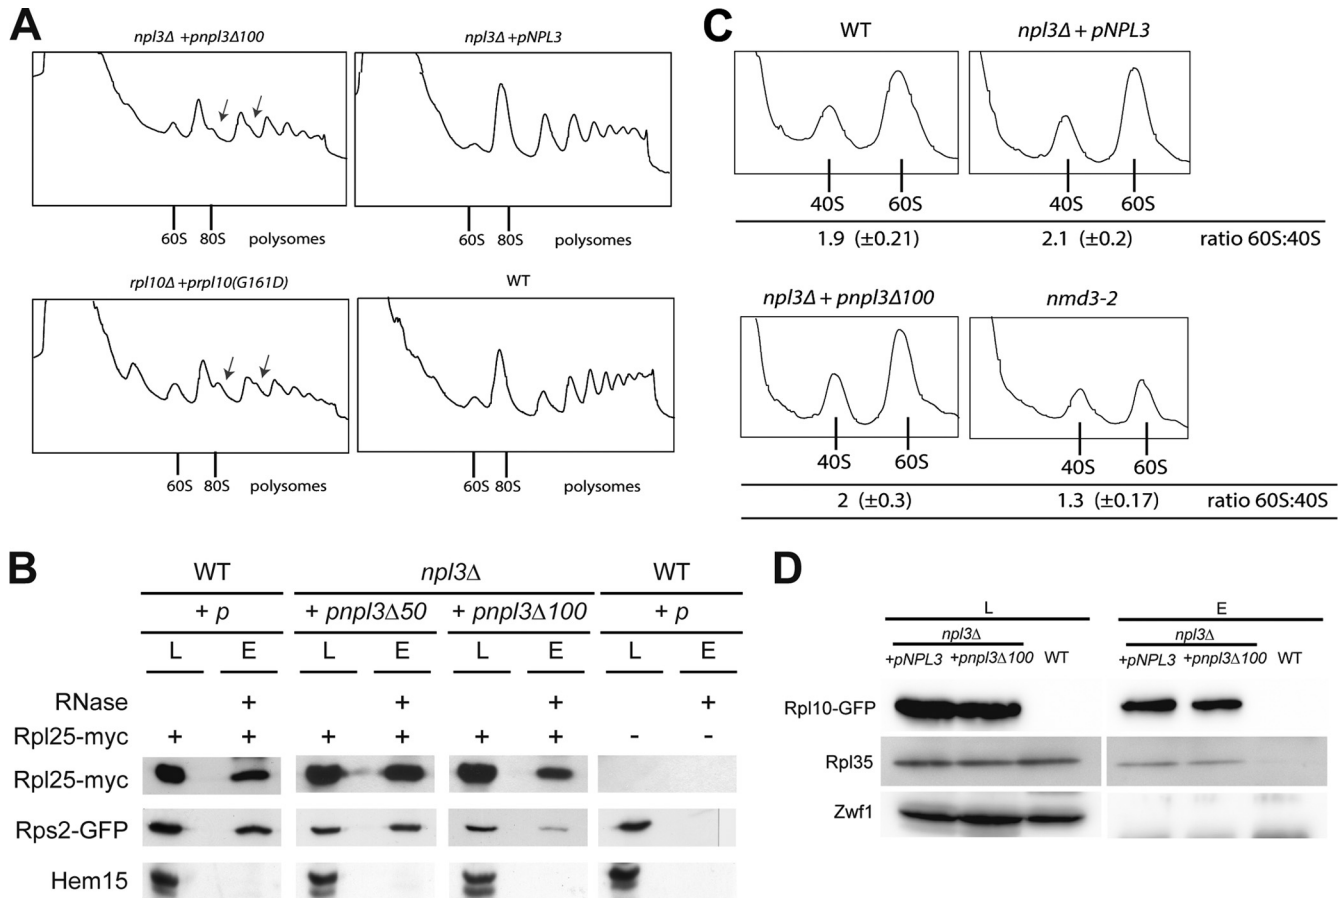 A
npl3Δ +pnpl3Δ100
npl3Δ +pNPL3
60S 80S polysomes
60S 80S polysomes
rpl10Δ +prpl10(G161D)
WT
60S 80S polysomes
60S 80S polysomes
C
WT
npl3Δ + pNPL3
40S 60S
40S 60S
1.9 (±0.21) 2.1 (±0.2) ratio 60S:40S
npl3Δ + pnpl3Δ100
nmd3-2
40S 60S
40S 60S
2 (±0.3) 1.3 (±0.17) ratio 60S:40S
B
WT npl3Δ WT
+ p + pnpl3Δ50 + pnpl3Δ100 + p
L E L E L E L E
RNase + + + +
Rpl25-myc + + + + + + - -
Rpl25-myc
Rps2-GFP
Hem15
D
L E
npl3Δ npl3Δ
+pNPL3 +pnpl3Δ100 WT +pNPL3 +pnpl3Δ100 WT
Rpl10-GFP
Rpl35
Zwf1